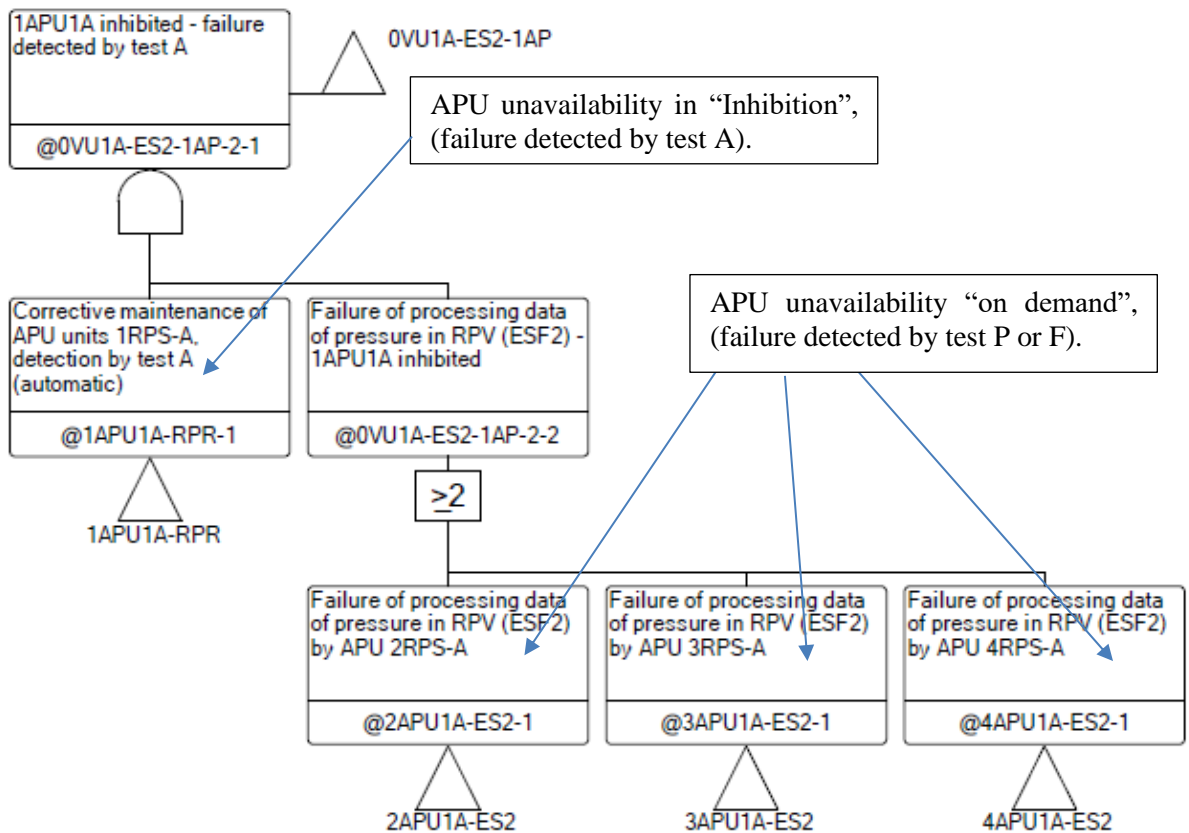 1APU1A inhibited - failure
detected by test A
@0VU1A-ES2-1AP-2-1
0VU1A-ES2-1AP
APU unavailability in “Inhibition”,
(failure detected by test A).
APU unavailability “on demand”,
(failure detected by test P or F).
Corrective maintenance of
APU units 1RPS-A,
detection by test A
(automatic)
@1APU1A-RPR-1
1APU1A-RPR
Failure of processing data
of pressure in RPV (ESF2) -
1APU1A inhibited
@0VU1A-ES2-1AP-2-2
≥2
Failure of processing data
of pressure in RPV (ESF2)
by APU 2RPS-A
@2APU1A-ES2-1
2APU1A-ES2
Failure of processing data
of pressure in RPV (ESF2)
by APU 3RPS-A
@3APU1A-ES2-1
3APU1A-ES2
Failure of processing data
of pressure in RPV (ESF2)
by APU 4RPS-A
@4APU1A-ES2-1
4APU1A-ES2